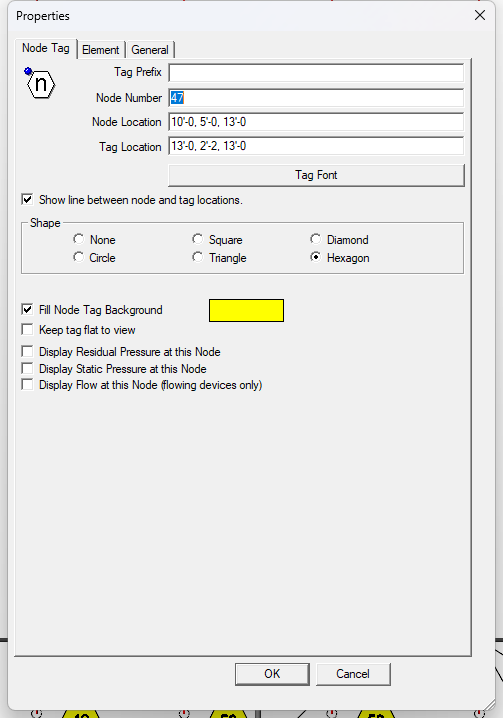 Properties
Node Tag Element General
n
Tag Prefix
Node Number 47
Node Location 10'-0, 5'-0, 13'-0
Tag Location 13'-0, 2'-2, 13'-0
Tag Font
Show line between node and tag locations.
Shape
None Square Diamond
Circle Triangle Hexagon
Fill Node Tag Background
Keep tag flat to view
Display Residual Pressure at this Node
Display Static Pressure at this Node
Display Flow at this Node (flowing devices only)
OK Cancel